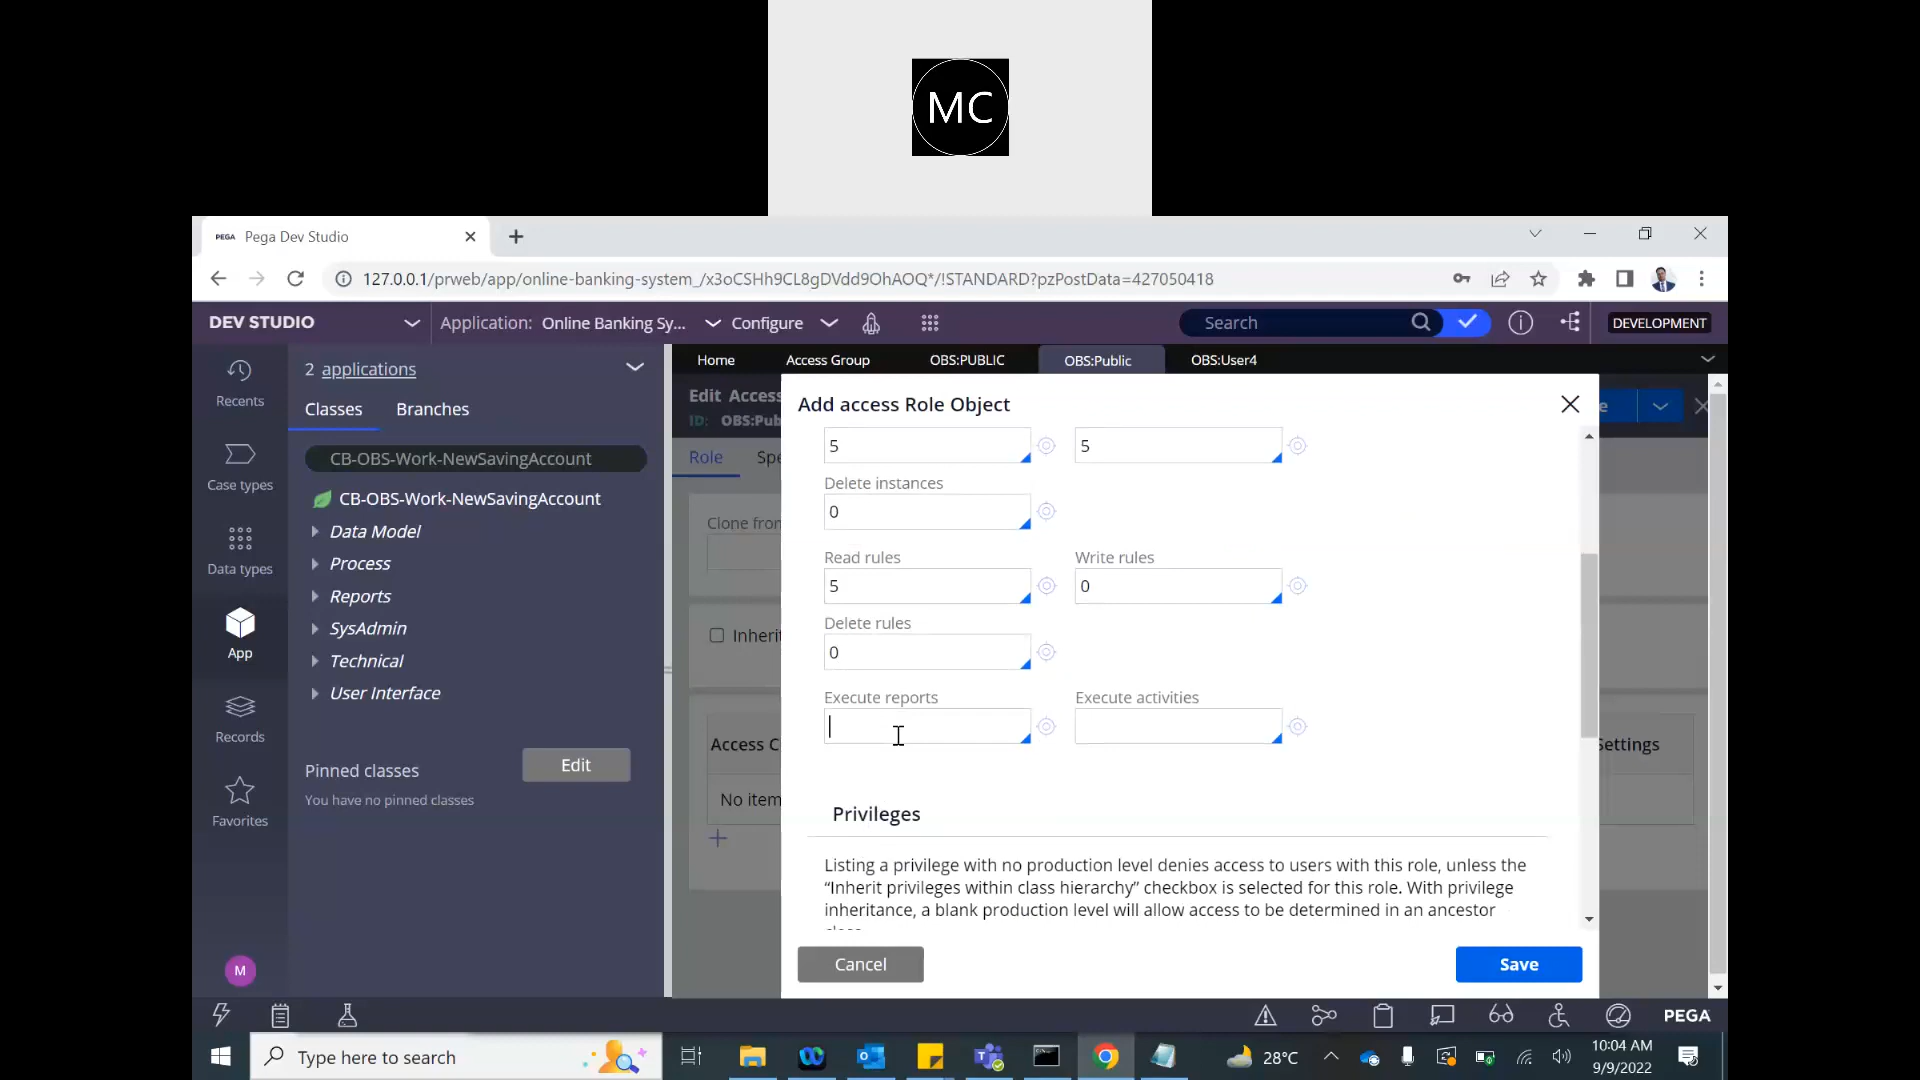 MC
PEGA Pega Dev Studio
127.0.0.1/prweb/app/online-banking-system_/x3oCSHh9CL8gDVdd9OhAOQ*/!STANDARD?pzPostData=427050418
DEV STUDIO
Application: Online Banking Sy...
Configure
Search
DEVELOPMENT
Recents
Case types
Data types
App
Records
Favorites
M
2 applications
Classes
Branches
CB-OBS-Work-NewSavingAccount
CB-OBS-Work-NewSavingAccount
Data Model
Process
Reports
SysAdmin
Technical
User Interface
Pinned classes
Edit
You have no pinned classes
Home
Access Group
OBS:PUBLIC
OBS:Public
OBS:User4
Edit Acces
ID: OBS:Pub
e
Role
Spe
Clone from
Inherit
Access C
Settings
No item
Add access Role Object
5
5
Delete instances
0
Read rules
Write rules
5
0
Delete rules
0
Execute reports
Execute activities
Privileges
Listing a privilege with no production level denies access to users with this role, unless the
“Inherit privileges within class hierarchy” checkbox is selected for this role. With privilege
inheritance, a blank production level will allow access to be determined in an ancestor
Cancel
Save
PEGA
Type here to search
28°C
10:04 AM
9/9/2022